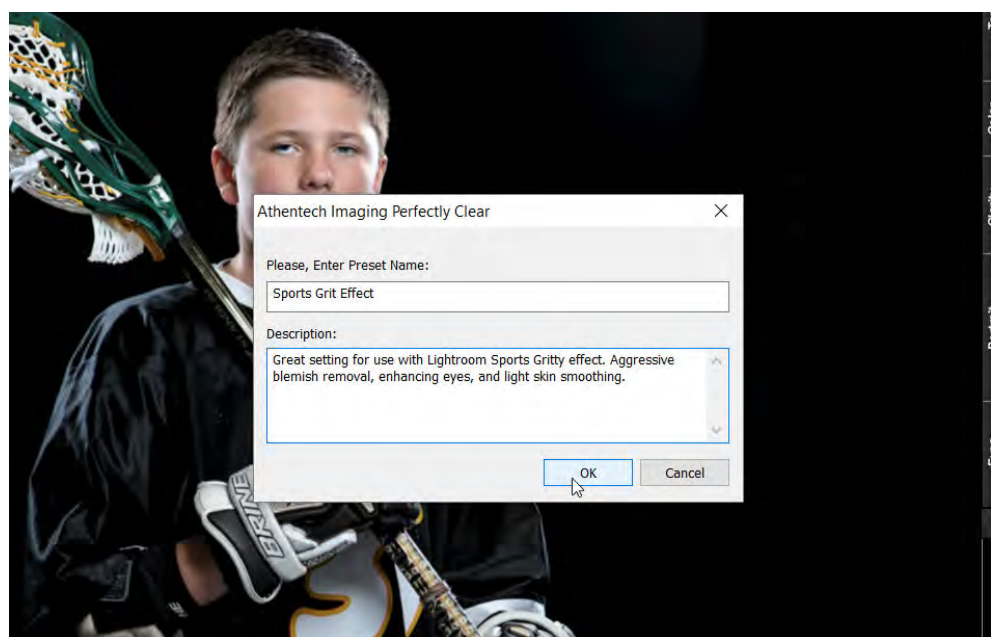 Athentech Imaging Perfectly Clear
Please, Enter Preset Name:
Sports Grit Effect
Description:
Great setting for use with Lightroom Sports Gritty effect. Aggressive
blemish removal, enhancing eyes, and light skin smoothing.
OK
Cancel
BRINE